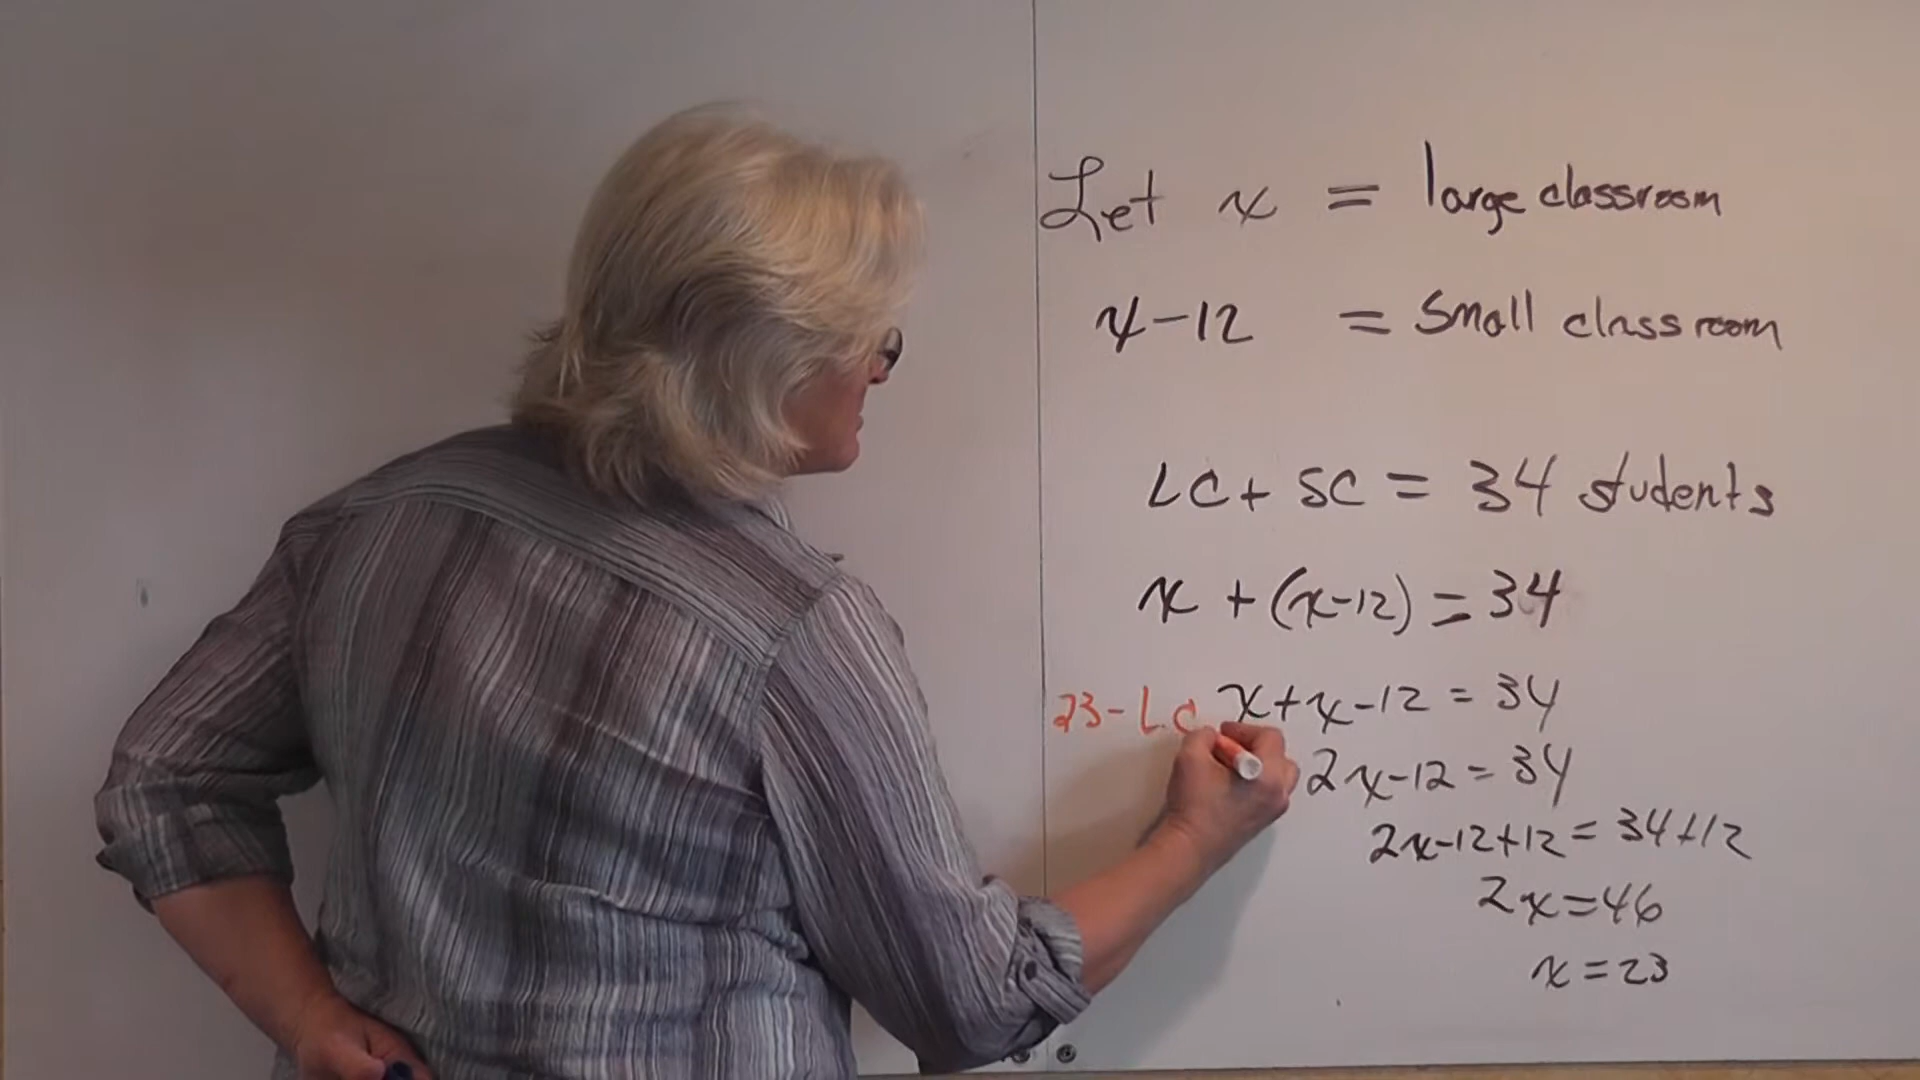 Let x = large classroom
x-12 = Small classroom
LC + SC = 34 students
x + (x-12) = 34
23- L.C x+x-12 = 34
2x-12 = 34
2x-12+12 = 34+12
2x=46
x = 23